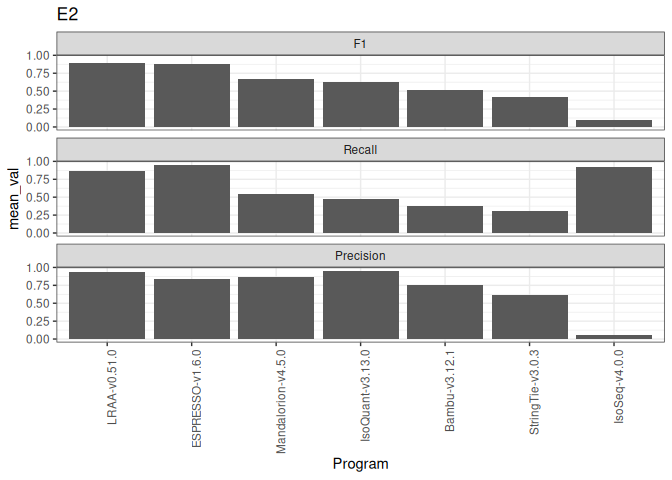 E2
F1
1.00
0.75
0.50
0.25
0.00
Recall
1.00
0.75
0.50
0.25
0.00
Precision
1.00
0.75
0.50
0.25
0.00
mean_val
LRAA-v0.51.0
ESPRESSO-v1.6.0
Mandalorion-v4.5.0
IsoQuant-v3.13.0
Bambu-v3.12.1
StringTie-v3.0.3
IsoSeq-v4.0.0
Program